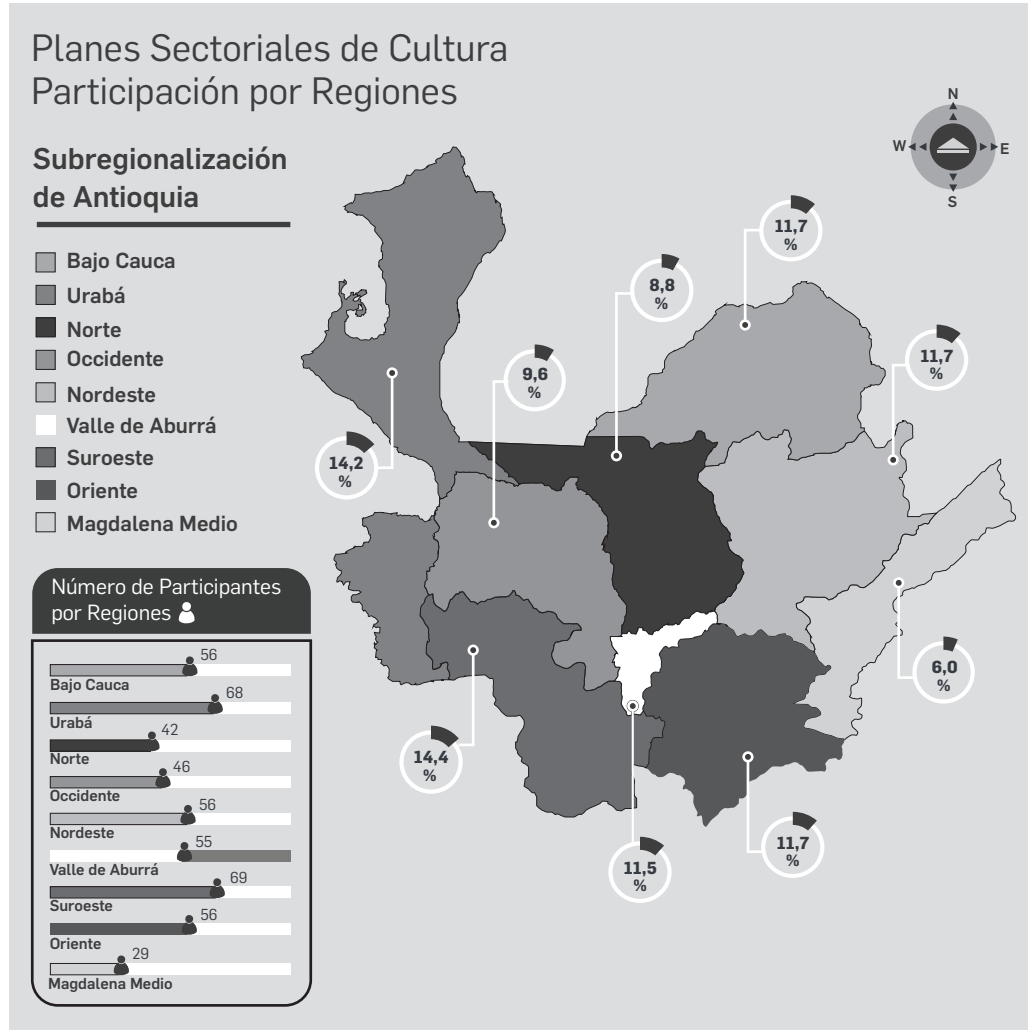 Planes Sectoriales de Cultura
Participación por Regiones
Subregionalización
de Antioquia
Bajo Cauca
Urabá
Norte
Occidente
Nordeste
Valle de Aburrá
Suroeste
Oriente
Magdalena Medio
Número de Participantes
por Regiones
56
Bajo Cauca
68
Urabá
42
Norte
46
Occidente
56
Nordeste
55
Valle de Aburrá
69
Suroeste
56
Oriente
29
Magdalena Medio
N
W
E
S
11,7
%
8,8
%
11,7
%
9,6
%
14,2
%
6,0
%
14,4
%
11,7
%
11,5
%